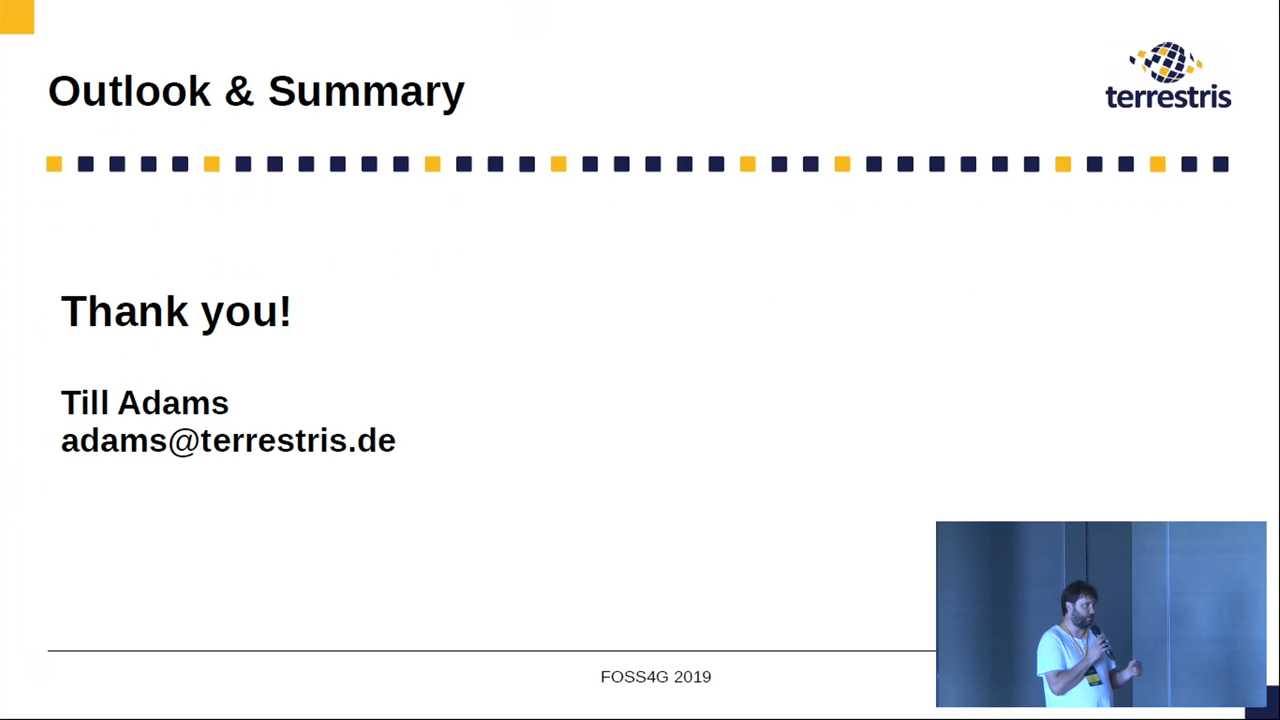 Outlook & Summary
terrestris
Thank you!
Till Adams
adams@terrestris.de
FOSS4G 2019